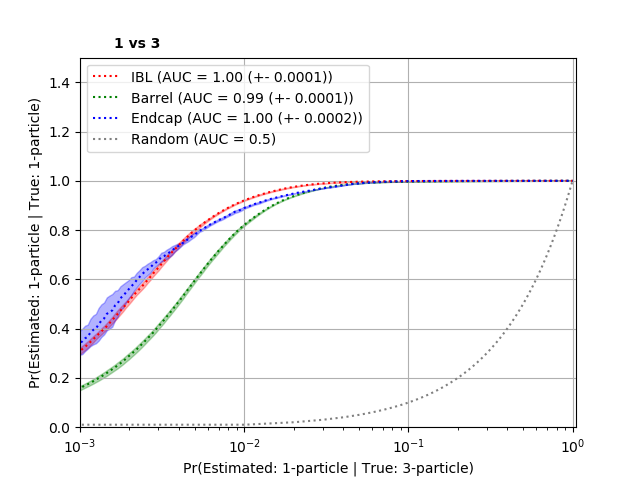 1 vs 3
IBL (AUC = 1.00 (+- 0.0001))
Barrel (AUC = 0.99 (+- 0.0001))
Endcap (AUC = 1.00 (+- 0.0002))
Random (AUC = 0.5)
Pr(Estimated: 1-particle | True: 1-particle)
1.4
1.2
1.0
0.8
0.6
0.4
0.2
0.0
10⁻³ 10⁻² 10⁻¹ 10⁰
Pr(Estimated: 1-particle | True: 3-particle)